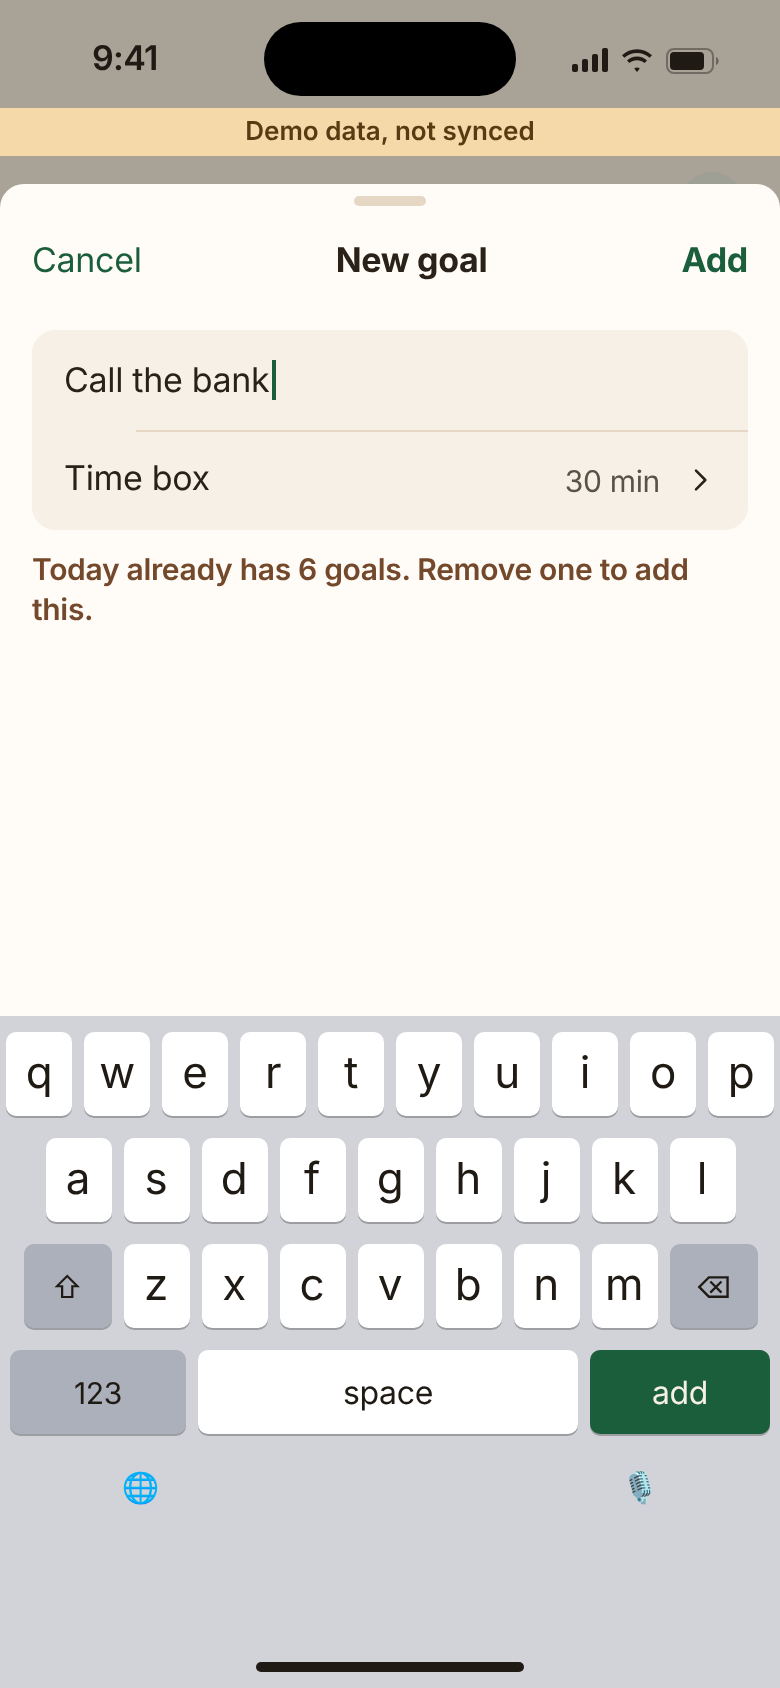 9:41
Demo data, not synced
Cancel New goal Add
Call the bank
Time box 30 min
Today already has 6 goals. Remove one to add
this.
q w e r t y u i o p
a s d f g h j k l
z x c v b n m
123 space add